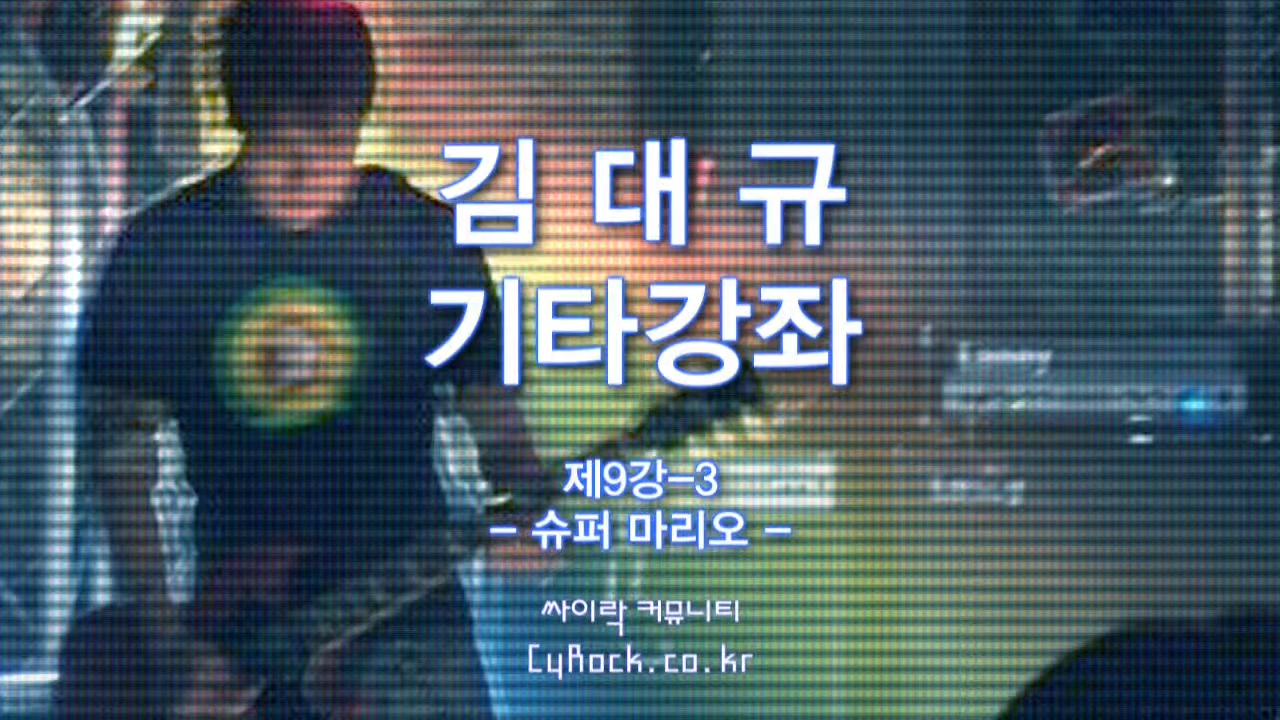 김 대 규
기타강좌
제9강-3
- 슈퍼 마리오 -
싸이락 커뮤니티
CyRock.co.kr